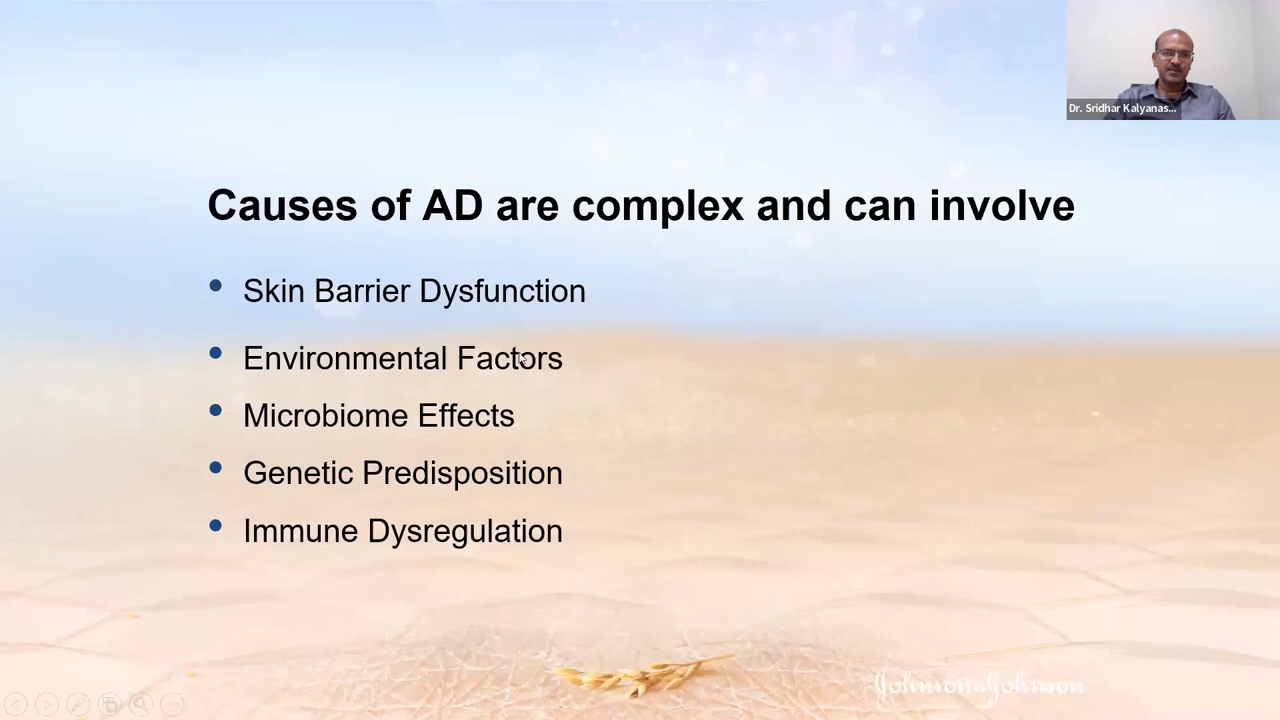 Dr. Sridhar Kalyanas...
Causes of AD are complex and can involve
• Skin Barrier Dysfunction
• Environmental Factors
• Microbiome Effects
• Genetic Predisposition
• Immune Dysregulation
Johnson&Johnson